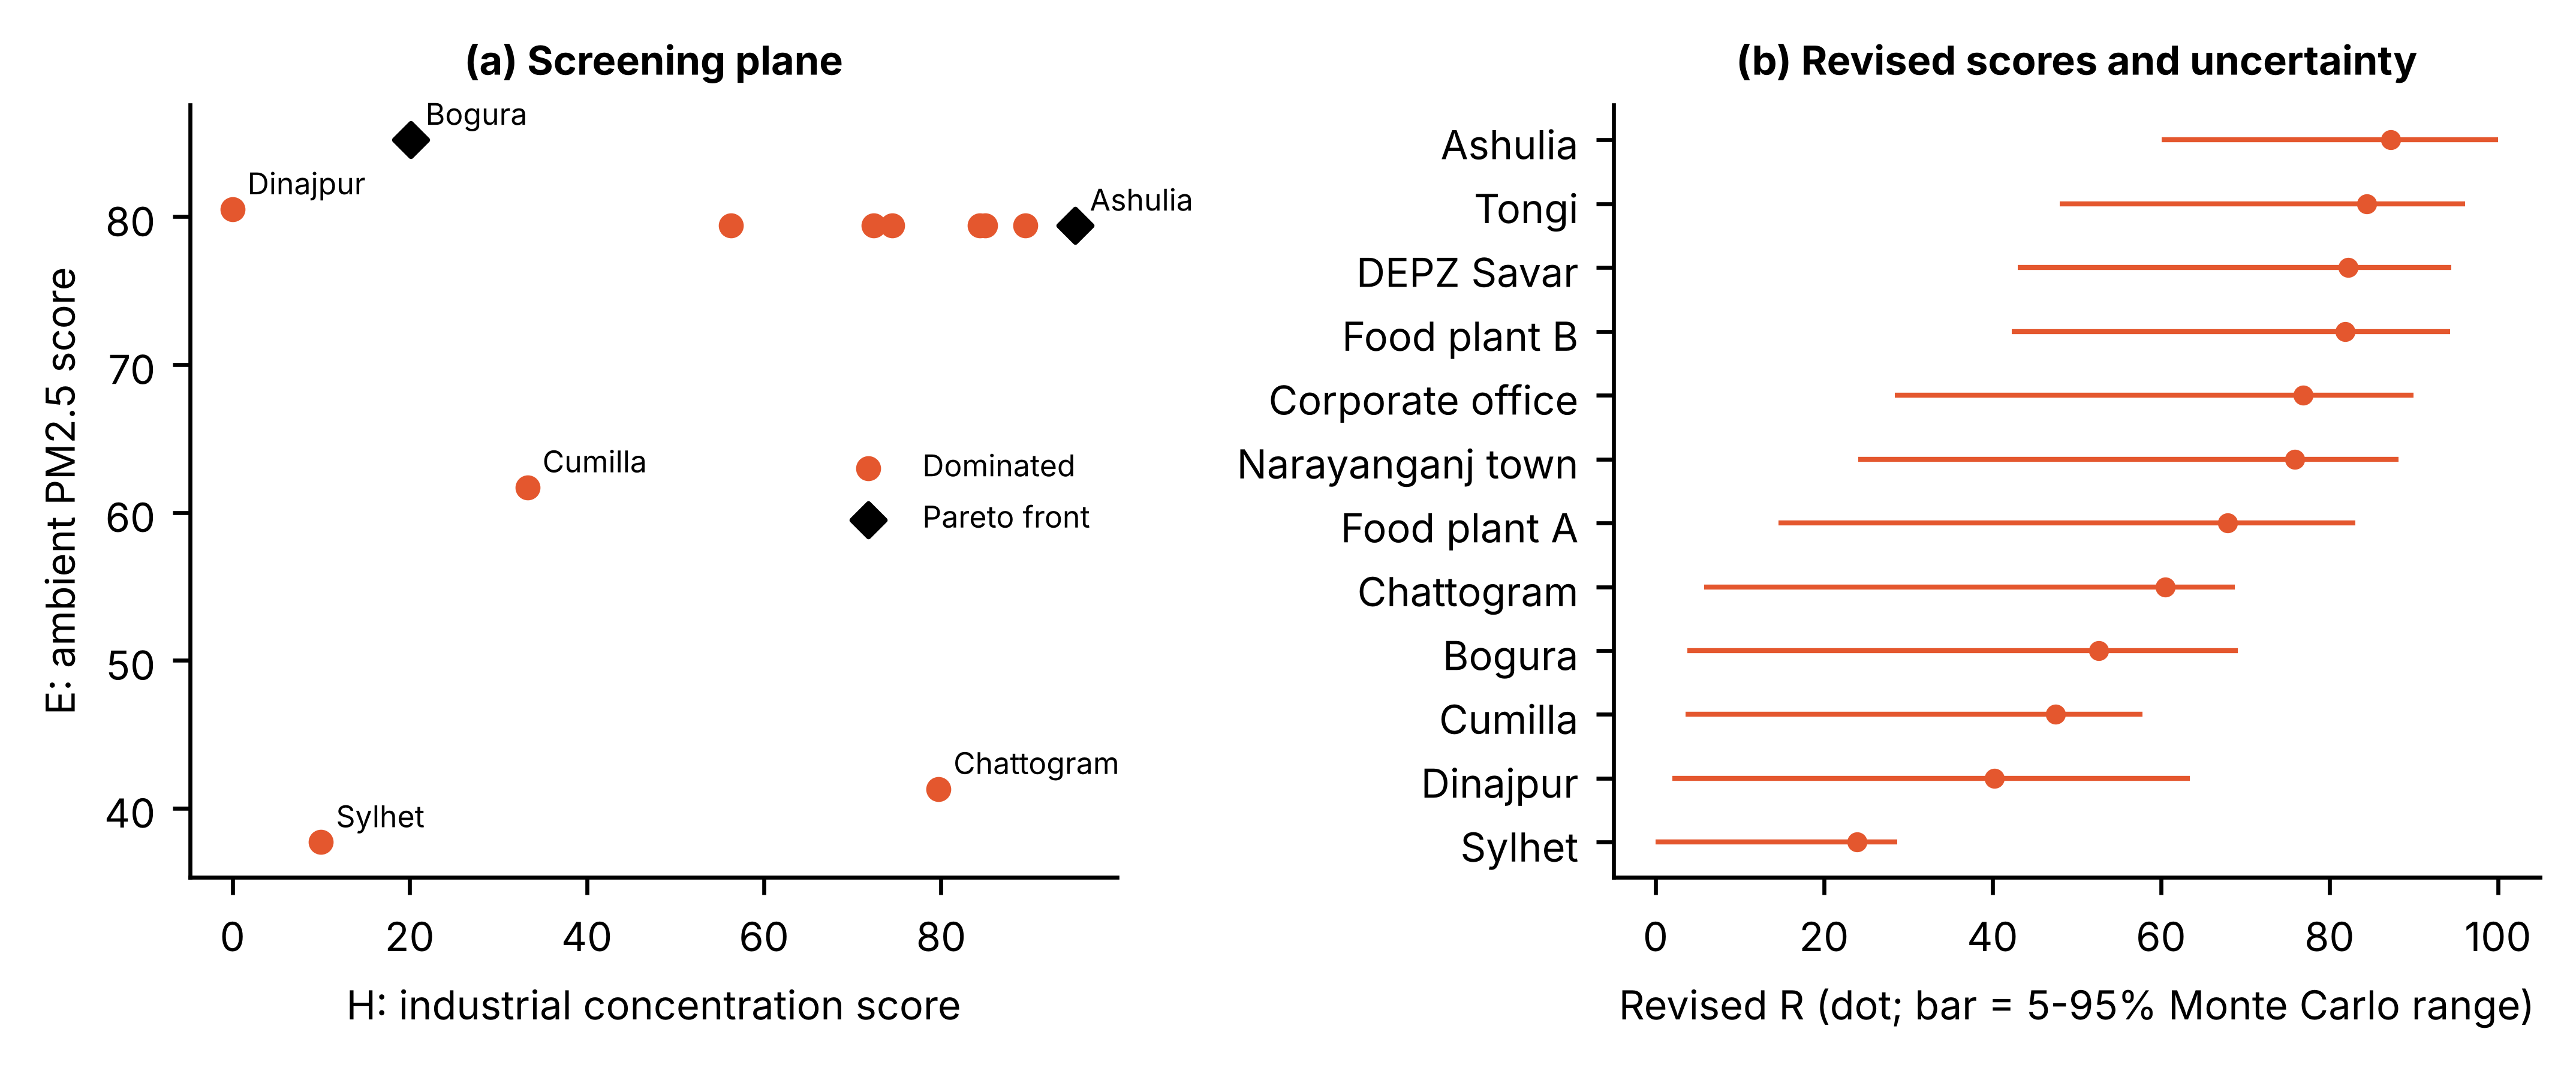 (a) Screening plane
Bogura
Dinajpur
Ashulia
Cumilla
Dominated
Pareto front
Chattogram
Sylhet
80
70
60
50
40
E: ambient PM2.5 score
0 20 40 60 80
H: industrial concentration score
(b) Revised scores and uncertainty
Ashulia
Tongi
DEPZ Savar
Food plant B
Corporate office
Narayanganj town
Food plant A
Chattogram
Bogura
Cumilla
Dinajpur
Sylhet
0 20 40 60 80 100
Revised R (dot; bar = 5-95% Monte Carlo range)